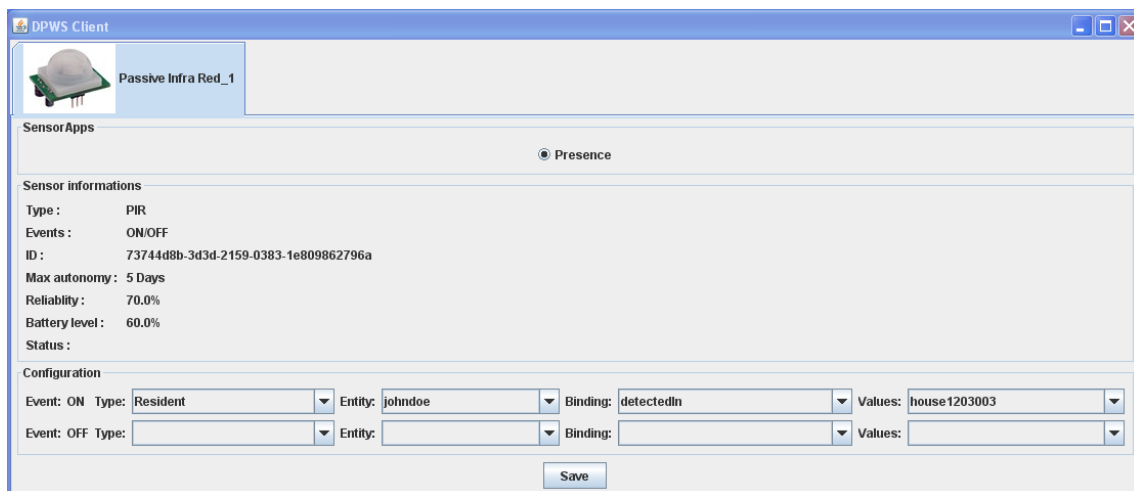 DPWS Client
Passive Infra Red_1
SensorApps
Presence
Sensor informations
Type : PIR
Events : ON/OFF
ID : 73744d8b-3d3d-2159-0383-1e809862796a
Max autonomy : 5 Days
Reliablity : 70.0%
Battery level : 60.0%
Status :
Configuration
Event: ON Type: Resident Entity: johndoe Binding: detectedIn Values: house1203003
Event: OFF Type: Entity: Binding: Values:
Save